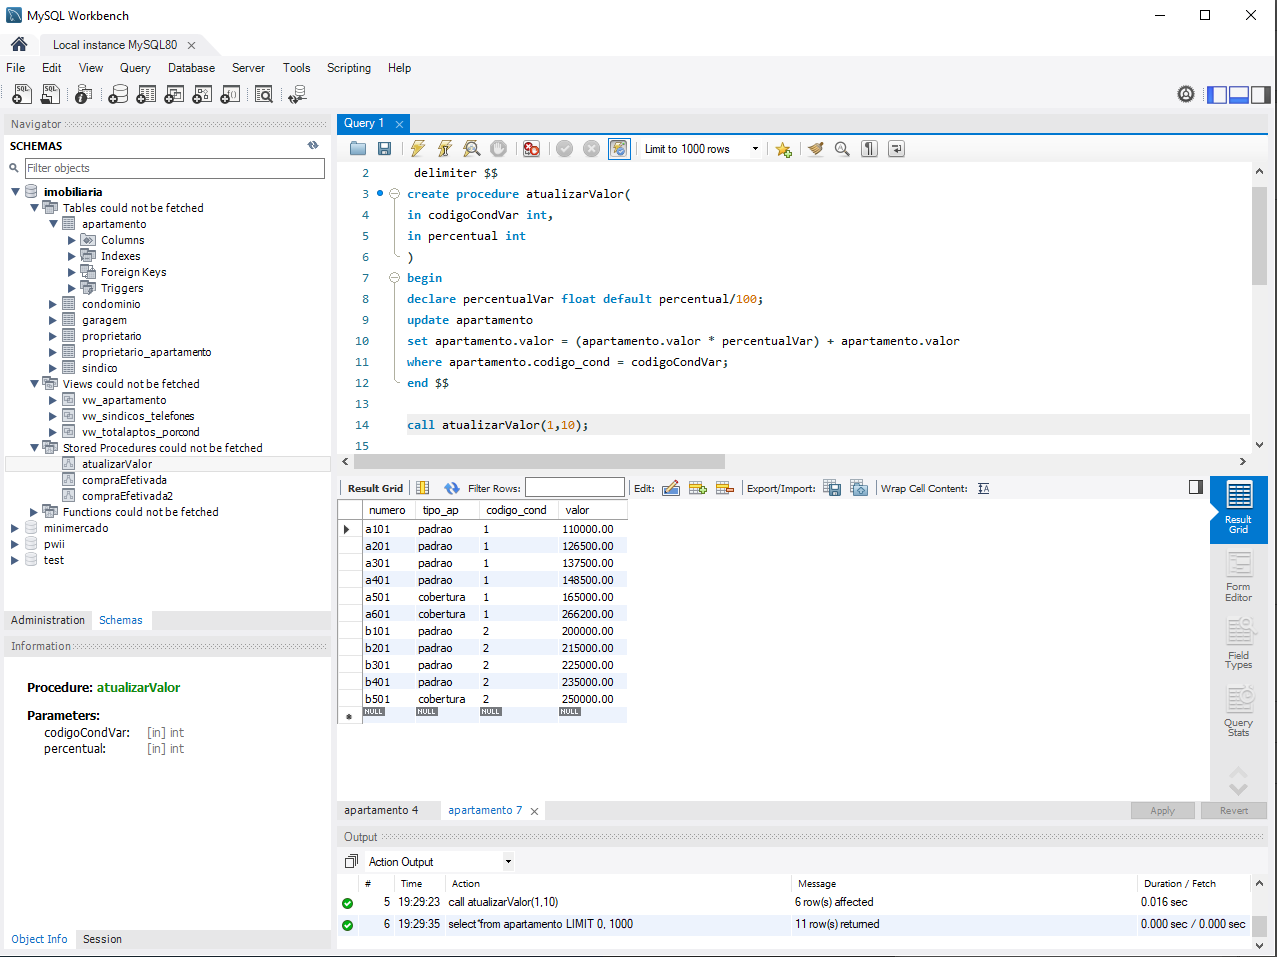 MySQL Workbench
Local instance MySQL80
File Edit View Query Database Server Tools Scripting Help
Navigator
SCHEMAS
Filter objects
imobiliaria
Tables could not be fetched
apartamento
Columns
Indexes
Foreign Keys
Triggers
condominio
garagem
proprietario
proprietario_apartamento
sindico
Views could not be fetched
vw_apartamento
vw_sindicos_telefones
vw_totalaptos_porcond
Stored Procedures could not be fetched
atualizarValor
compraEfetivada
compraEfetivada2
Functions could not be fetched
minimercado
pwii
test
Administration Schemas
Information
Procedure: atualizarValor
Parameters:
codigoCondVar: [in] int
percentual: [in] int
Object Info Session
Query 1
Limit to 1000 rows
2 delimiter $$
3 create procedure atualizarValor(
4 in codigoCondVar int,
5 in percentual int
6 )
7 begin
8 declare percentualVar float default percentual/100;
9 update apartamento
10 set apartamento.valor = (apartamento.valor * percentualVar) + apartamento.valor
11 where apartamento.codigo_cond = codigoCondVar;
12 end $$
13
14 call atualizarValor(1,10);
15
Result Grid Filter Rows: Edit: Export/Import: Wrap Cell Content:
numero tipo_ap codigo_cond valor
a101 padrao 1 110000.00
a201 padrao 1 126500.00
a301 padrao 1 137500.00
a401 padrao 1 148500.00
a501 cobertura 1 165000.00
a601 cobertura 1 266200.00
b101 padrao 2 200000.00
b201 padrao 2 215000.00
b301 padrao 2 225000.00
b401 padrao 2 235000.00
b501 cobertura 2 250000.00
NULL NULL NULL NULL
Result
Grid
Form
Editor
Field
Types
Query
Stats
apartamento 4 apartamento 7
Apply Revert
Output
Action Output
# Time Action Message Duration / Fetch
5 19:29:23 call atualizarValor(1,10) 6 row(s) affected 0.016 sec
6 19:29:35 select*from apartamento LIMIT 0, 1000 11 row(s) returned 0.000 sec / 0.000 sec